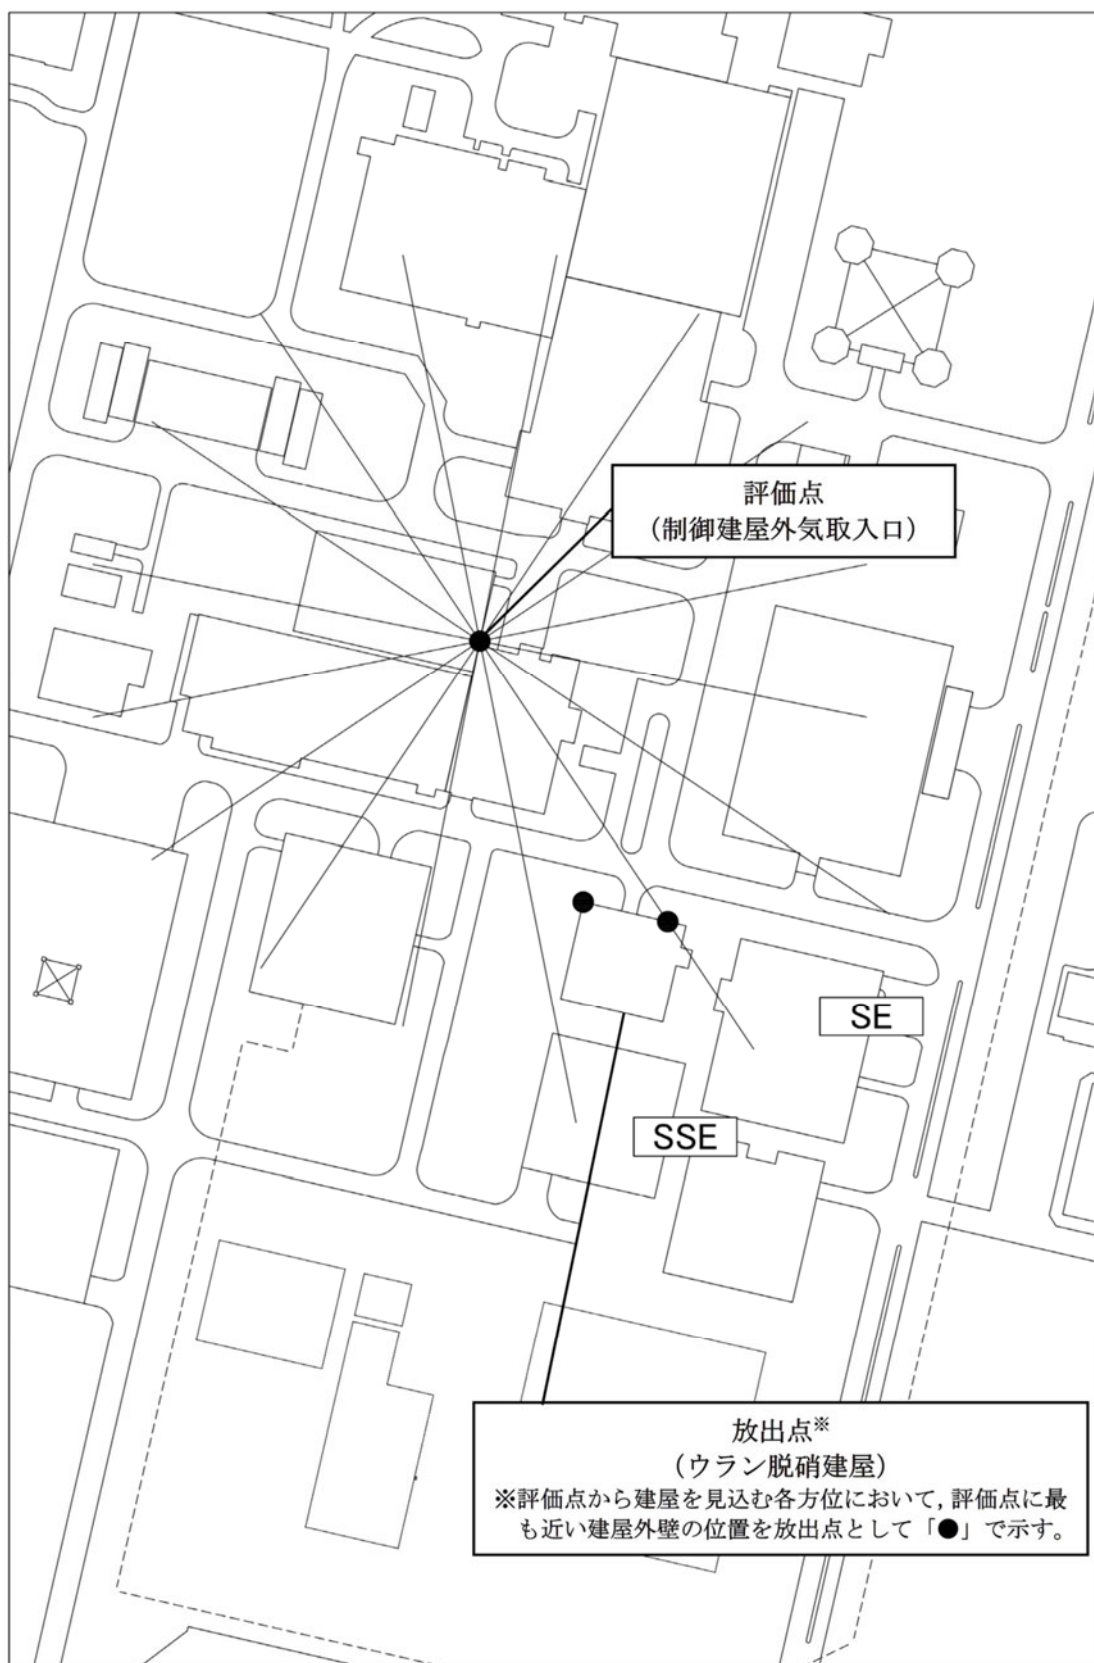 評価点
(制御建屋外気取入口)
SE
SSE
放出点※
(ウラン脱硝建屋)
※評価点から建屋を見込む各方位において,評価点に最
も近い建屋外壁の位置を放出点として「●」で示す。